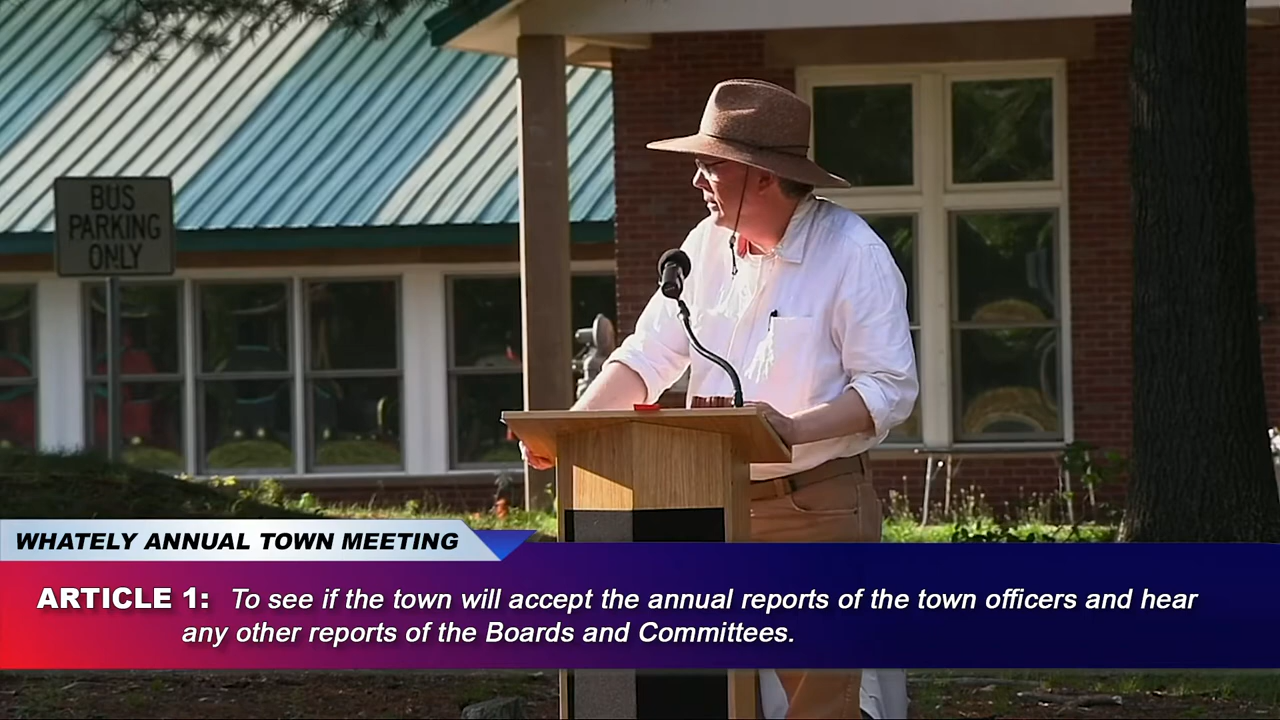 BUS
PARKING
ONLY
WHATELY ANNUAL TOWN MEETING
ARTICLE 1: To see if the town will accept the annual reports of the town officers and hear
any other reports of the Boards and Committees.